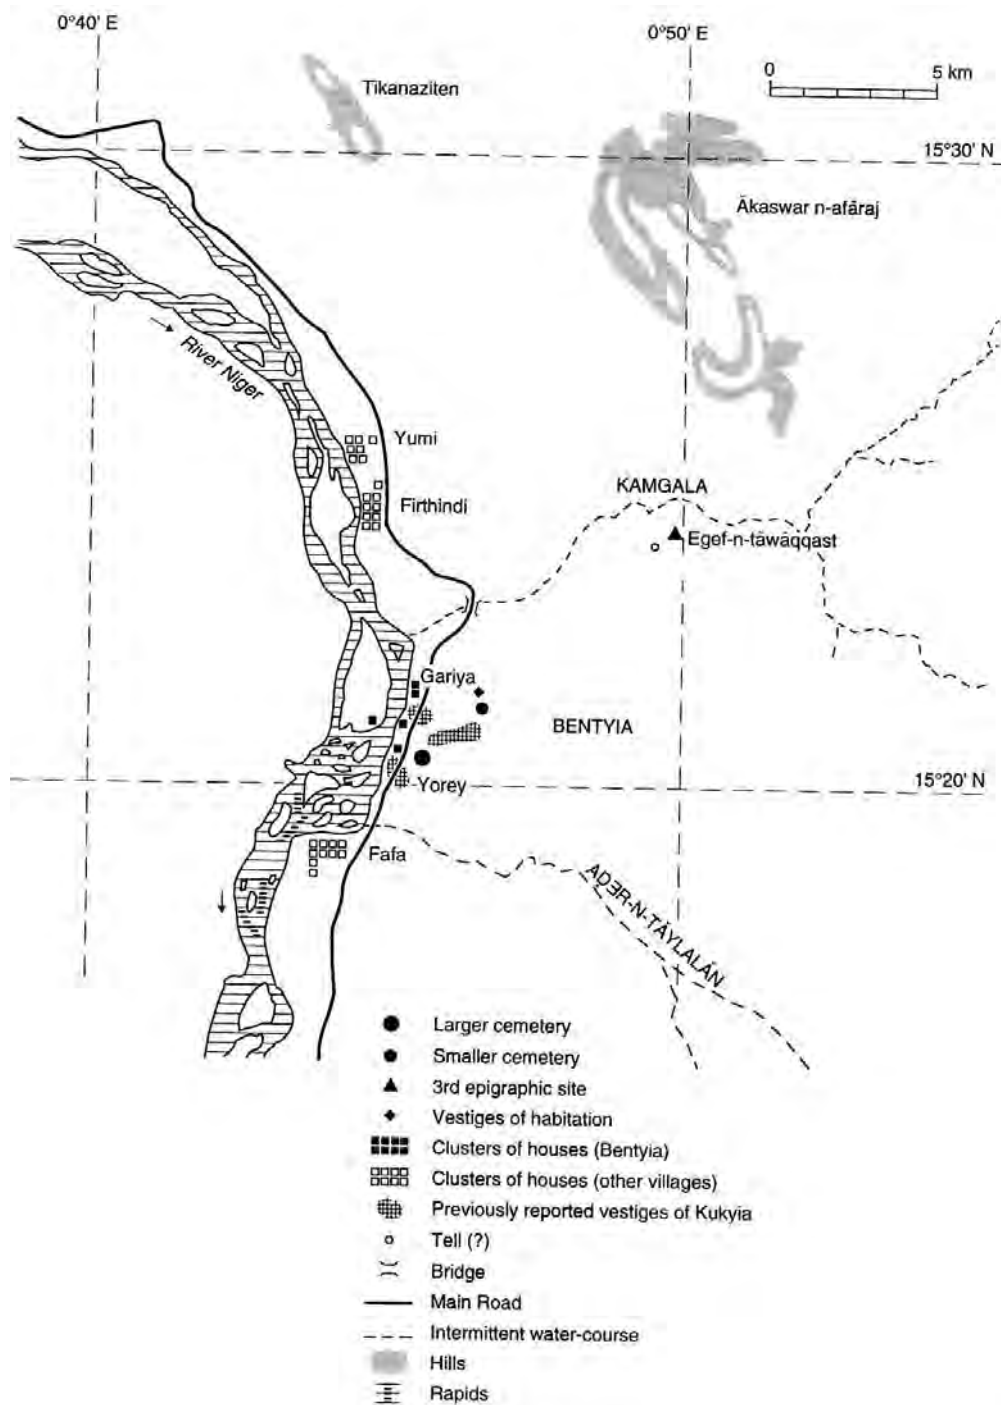 0°40' E
0°50' E
0 5 km
Tikanaziten
15°30' N
Ākaswar n-afāraj
River Niger
Yumi
KAMGALA
Firthindi
Egef-n-tāwāqqast
Gariya
BENTYIA
Yorey
15°20' N
Fafa
ADƎR-N-TÁYLALÁN
Larger cemetery
Smaller cemetery
3rd epigraphic site
Vestiges of habitation
Clusters of houses (Bentyia)
Clusters of houses (other villages)
Previously reported vestiges of Kukyia
Tell (?)
Bridge
Main Road
Intermittent water-course
Hills
Rapids